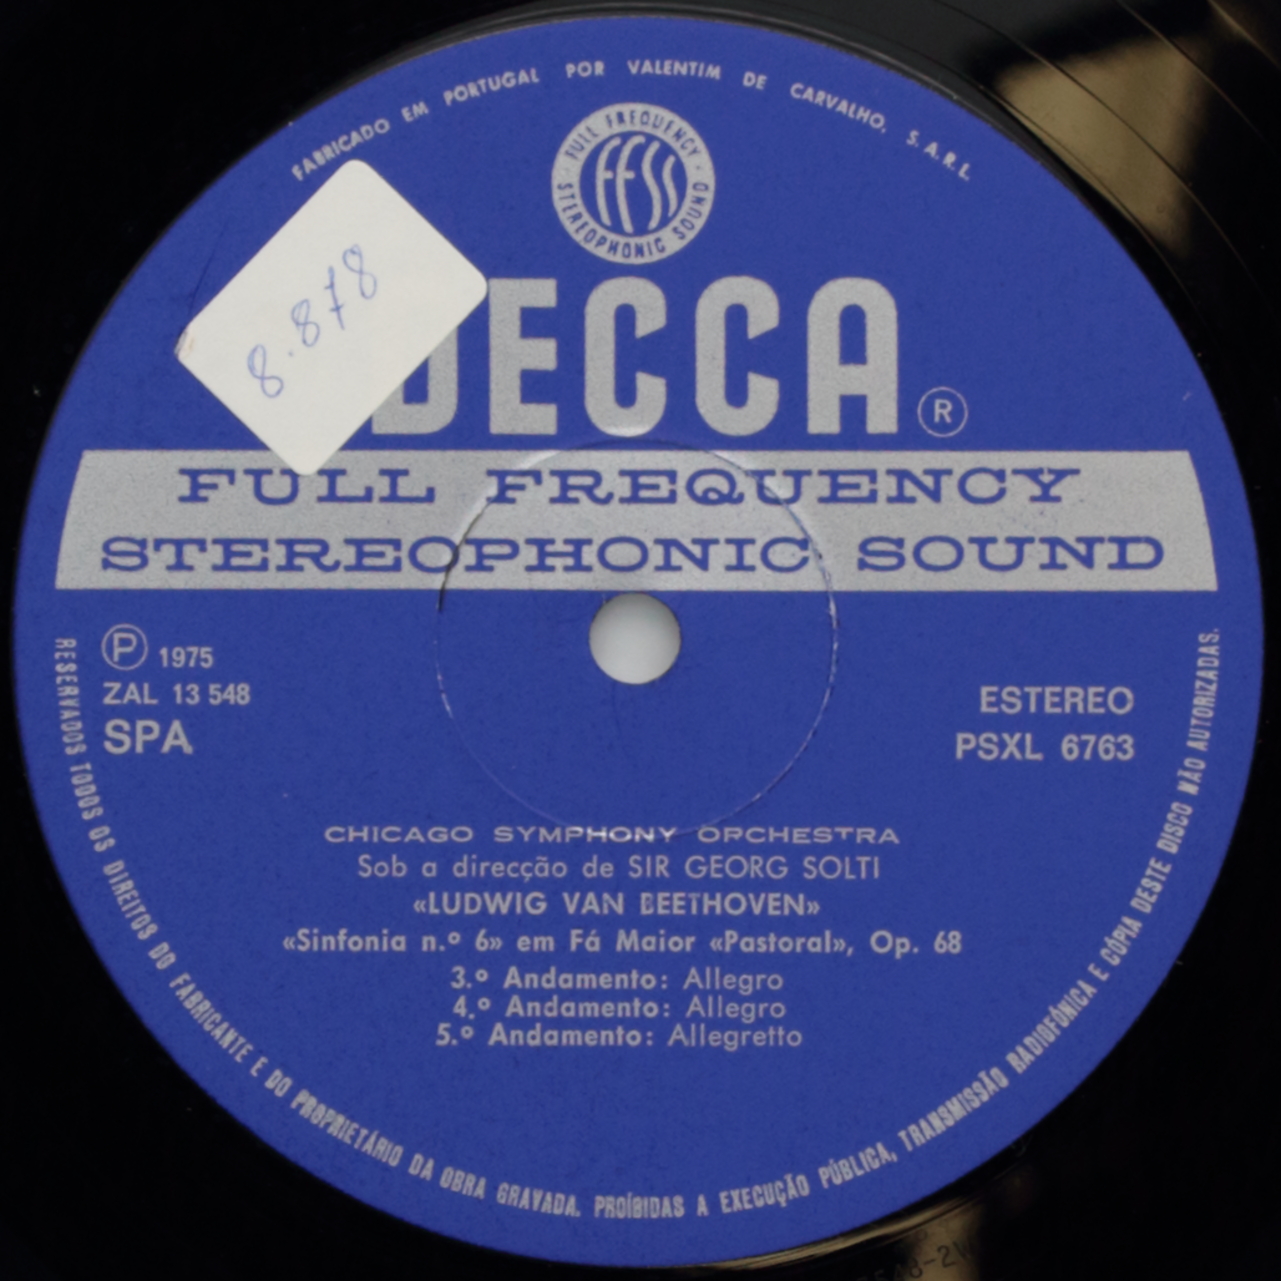 FABRICADO EM PORTUGAL POR VALENTIM DE CARVALHO, S.A.R.L.
· FULL FREQUENCY · STEREOPHONIC SOUND
FFSS
8.878
DECCA ®
FULL FREQUENCY
STEREOPHONIC SOUND
Ⓟ 1975
ZAL 13 548
SPA
ESTEREO
PSXL 6763
CHICAGO SYMPHONY ORCHESTRA
Sob a direcção de SIR GEORG SOLTI
«LUDWIG VAN BEETHOVEN»
«Sinfonia n.º 6» em Fá Maior «Pastoral», Op. 68
3.º Andamento: Allegro
4.º Andamento: Allegro
5.º Andamento: Allegretto
RESERVADOS TODOS OS DIREITOS DO FABRICANTE E DO PROPRIETÁRIO DA OBRA GRAVADA. PROÍBIDAS A EXECUÇÃO PÚBLICA, TRANSMISSÃO RADIOFÓNICA E CÓPIA DESTE DISCO NÃO AUTORIZADAS.